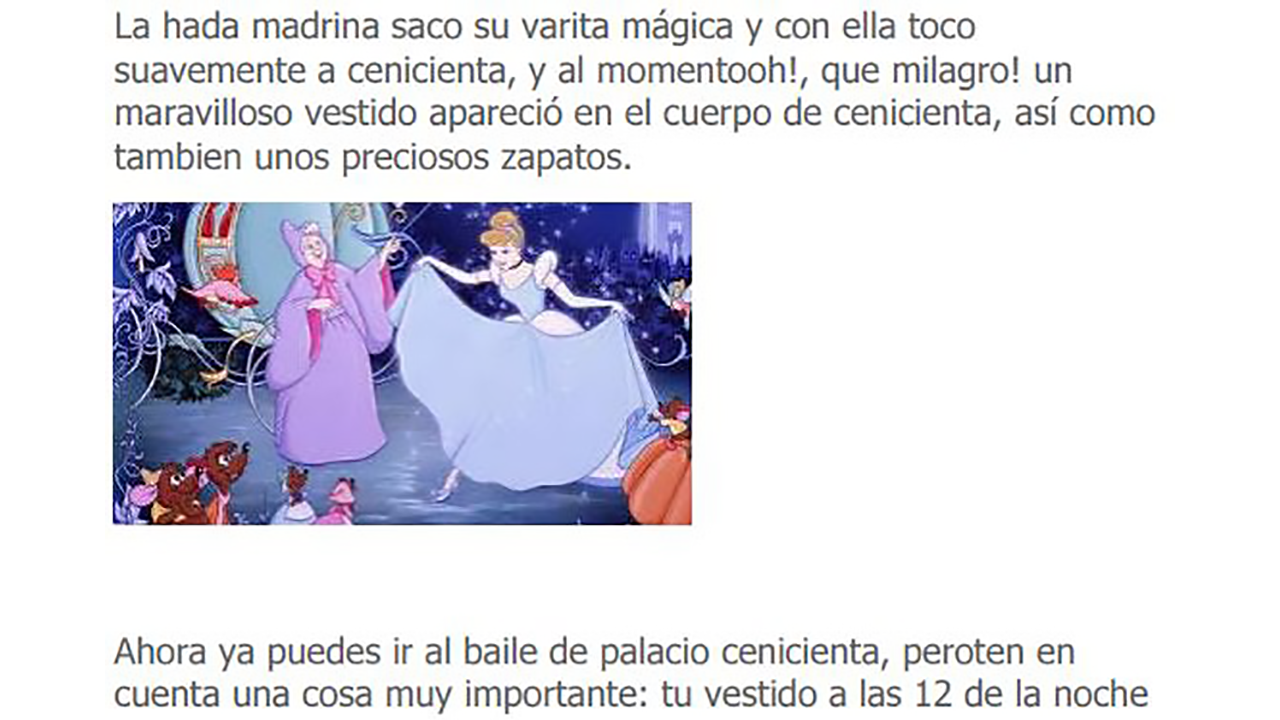 La hada madrina saco su varita mágica y con ella toco
suavemente a cenicienta, y al momentooh!, que milagro! un
maravilloso vestido apareció en el cuerpo de cenicienta, así como
tambien unos preciosos zapatos.
Ahora ya puedes ir al baile de palacio cenicienta, peroten en
cuenta una cosa muy importante: tu vestido a las 12 de la noche